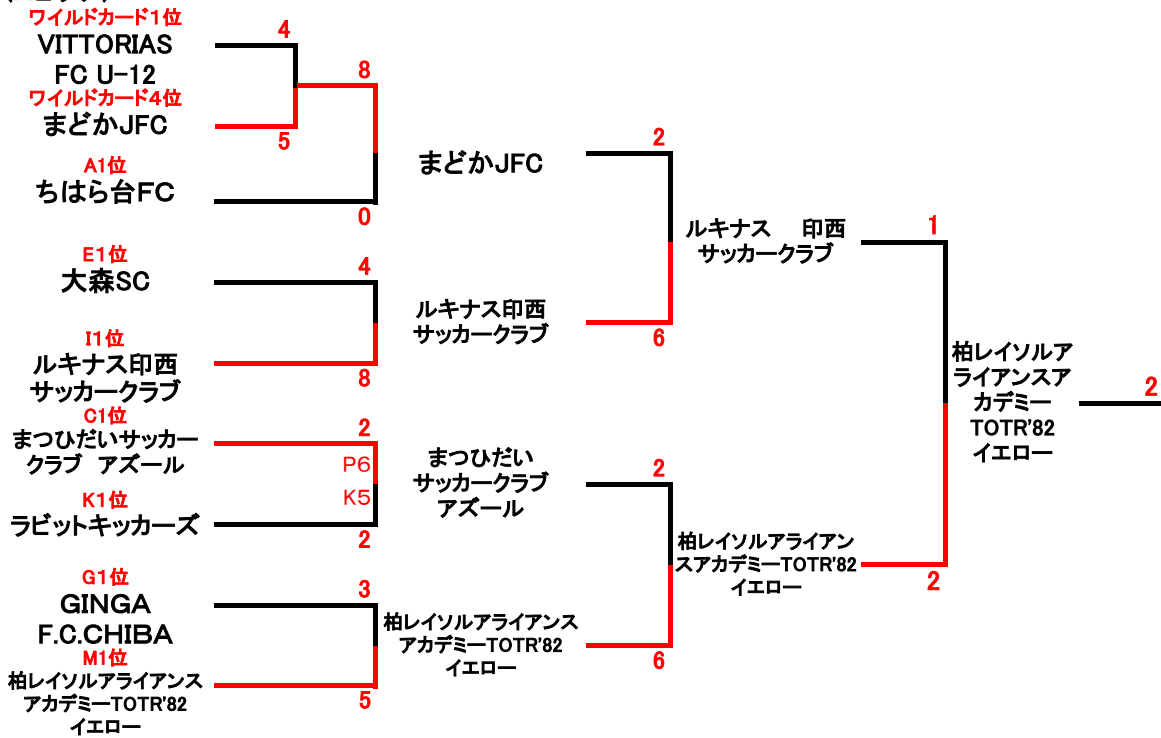 ワイルドカード1位
4
VITTORIAS
FC U-12
8
ワイルドカード4位
まどかJFC
5
2
A1位
まどかJFC
ちはら台FC
0
1
ルキナス 印西
サッカークラブ
E1位
4
大森SC
ルキナス印西
サッカークラブ
I1位
6
ルキナス印西
サッカークラブ
8
柏レイソルア
ライアンスア
カデミー
TOTR'82
イエロー
2
C1位
2
まつひだいサッカー
クラブ アズール
P6
まつひだい
サッカークラブ
アズール
2
K1位
K5
ラビットキッカーズ
2
柏レイソルアライアン
スアカデミーTOTR'82
イエロー
2
G1位
3
GINGA
F.C.CHIBA
柏レイソルアライアンス
アカデミーTOTR'82
イエロー
6
M1位
柏レイソルアライアンス
アカデミーTOTR'82
イエロー
5